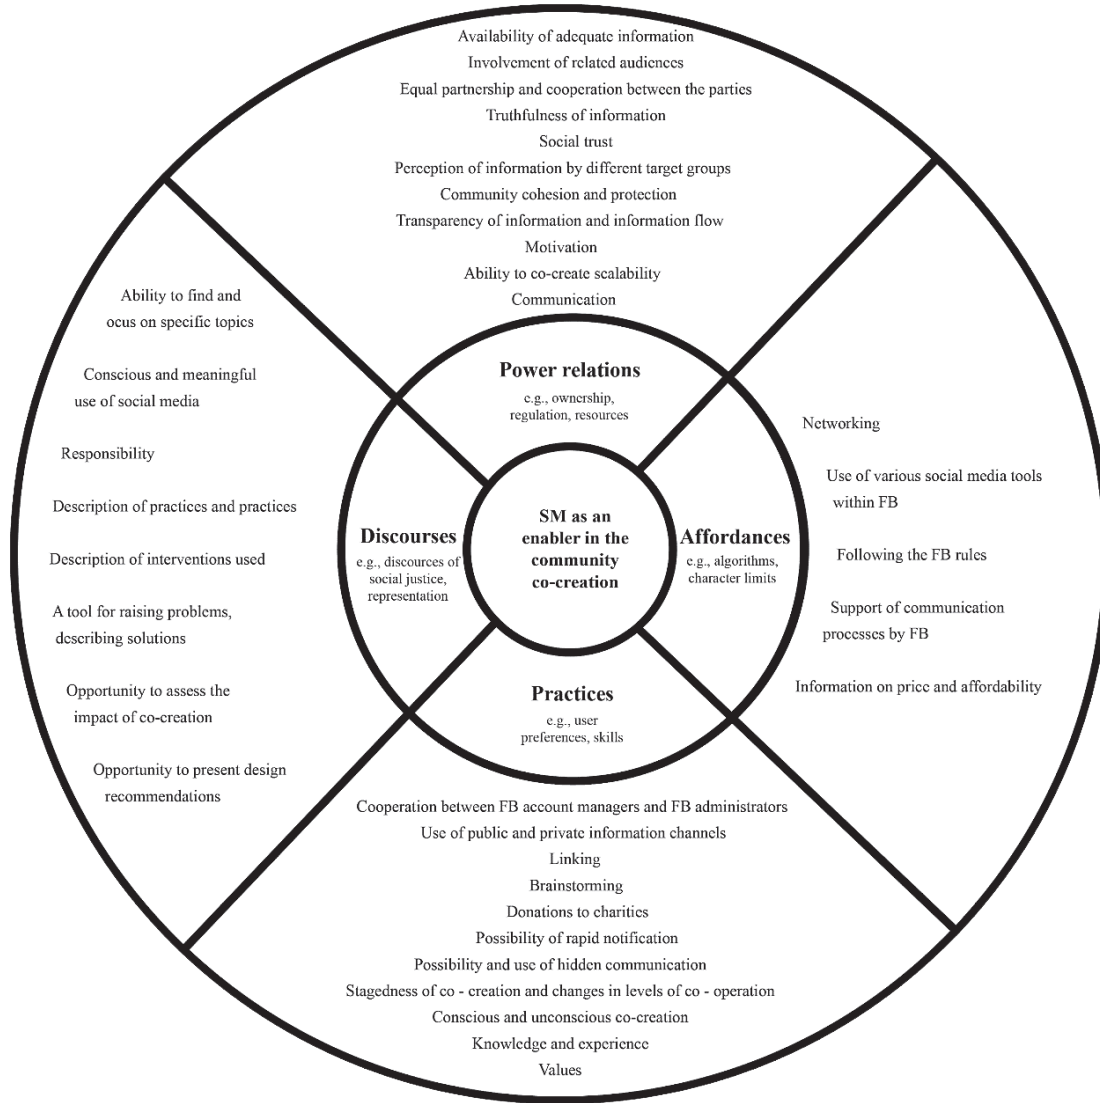 Availability of adequate information
Involvement of related audiences
Equal partnership and cooperation between the parties
Truthfulness of information
Social trust
Perception of information by different target groups
Community cohesion and protection
Transparency of information and information flow
Motivation
Ability to co-create scalability
Communication
Power relations
e.g., ownership,
regulation, resources
Ability to find and
ocus on specific topics
Conscious and meaningful
use of social media
Responsibility
Description of practices and practices
Description of interventions used
A tool for raising problems,
describing solutions
Opportunity to assess the
impact of co-creation
Opportunity to present design
recommendations
Discourses
e.g., discources of
social justice,
representation
SM as an
enabler in the
community
co-creation
Affordances
e.g., algorithms,
character limits
Networking
Use of various social media tools
within FB
Following the FB rules
Support of communication
processes by FB
Information on price and affordability
Practices
e.g., user
preferences, skills
Cooperation between FB account managers and FB administrators
Use of public and private information channels
Linking
Brainstorming
Donations to charities
Possibility of rapid notification
Possibility and use of hidden communication
Stagedness of co - creation and changes in levels of co - operation
Conscious and unconscious co-creation
Knowledge and experience
Values